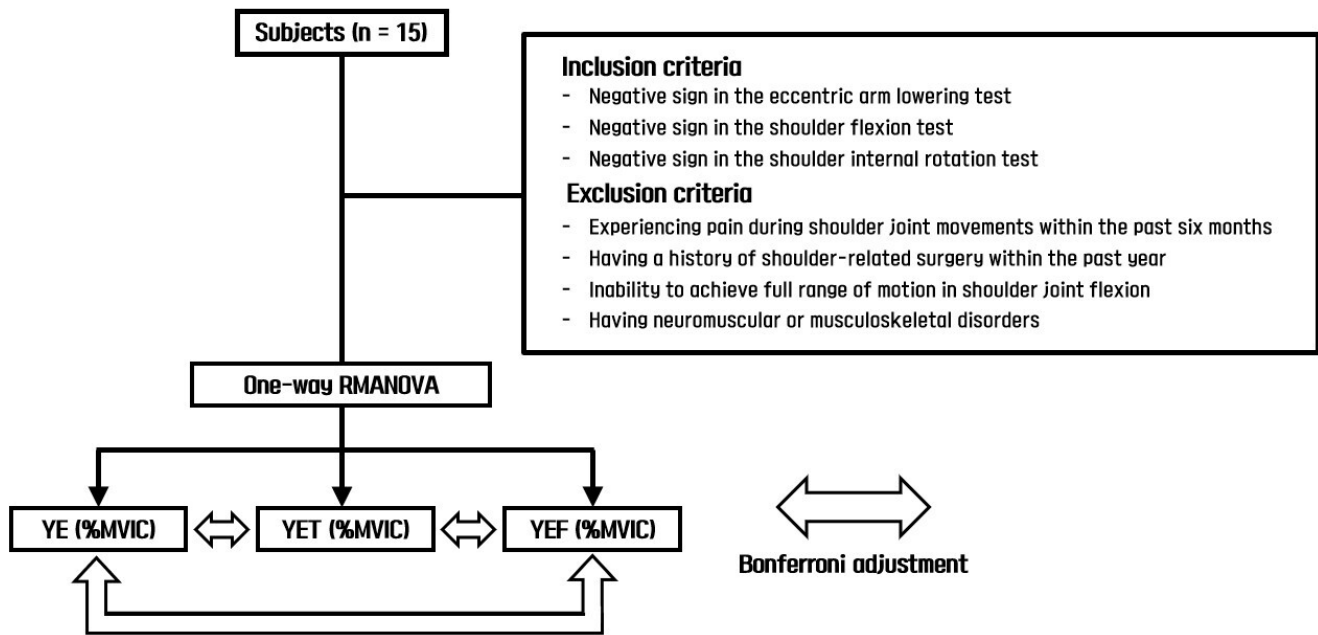 Subjects (n = 15)
Inclusion criteria
- Negative sign in the eccentric arm lowering test
- Negative sign in the shoulder flexion test
- Negative sign in the shoulder internal rotation test
Exclusion criteria
- Experiencing pain during shoulder joint movements within the past six months
- Having a history of shoulder-related surgery within the past year
- Inability to achieve full range of motion in shoulder joint flexion
- Having neuromuscular or musculoskeletal disorders
One-way RMANOVA
YE (%MVIC)
YET (%MVIC)
YEF (%MVIC)
Bonferroni adjustment